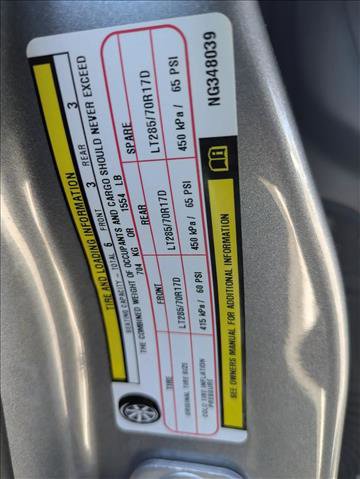 TIRE AND LOADING INFORMATION
SEATING CAPACITY - TOTAL 6 FRONT 3 REAR 3
THE COMBINED WEIGHT OF OCCUPANTS AND CARGO SHOULD NEVER EXCEED
704 KG OR 1554 LB
TIRE FRONT REAR SPARE
ORIGINAL TIRE SIZE LT285/70R17D LT285/70R17D LT285/70R17D
COLD TIRE INFLATION PRESSURE 415 kPa / 60 PSI 450 kPa / 65 PSI 450 kPa / 65 PSI
SEE OWNERS MANUAL FOR ADDITIONAL INFORMATION
NG348039